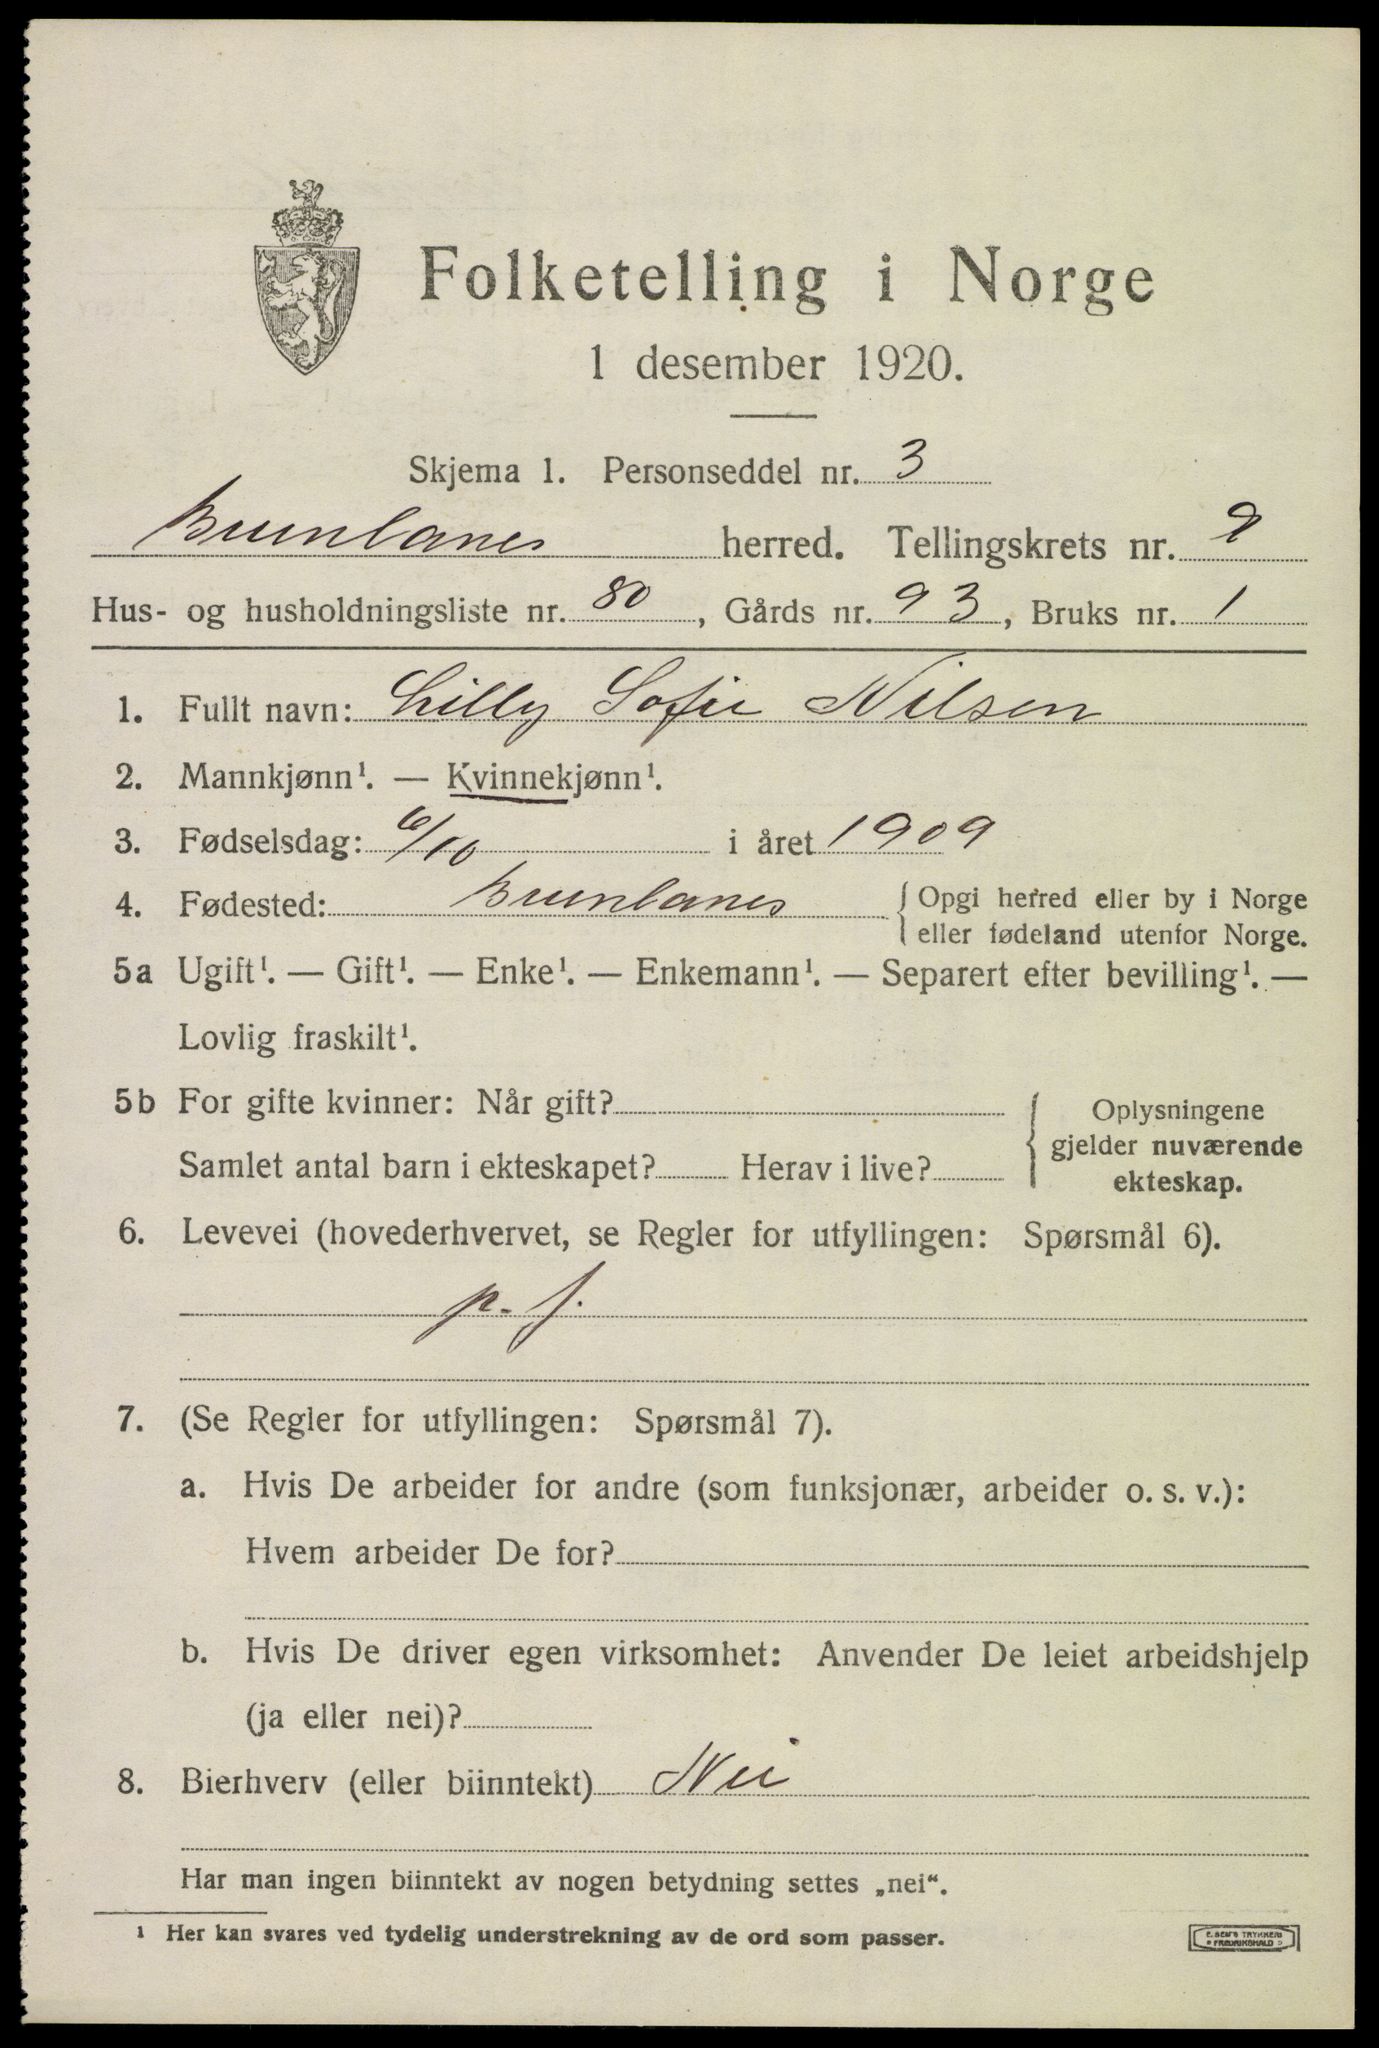 Folketelling i Norge
1 desember 1920.
Skjema 1. Personseddel nr. 3
Brunlanes herred. Tellingskrets nr. 9
Hus- og husholdningsliste nr. 80, Gårds nr. 93, Bruks nr. 1
1. Fullt navn: Lilly Sofie Nilsen
2. Mannkjønn¹. — Kvinnekjønn¹.
3. Fødselsdag: 6/10 i året 1909
4. Fødested: Brunlanes { Opgi herred eller by i Norge
eller fødeland utenfor Norge.
5a Ugift¹. — Gift¹. — Enke¹. — Enkemann¹. — Separert efter bevilling¹. —
Lovlig fraskilt¹.
5b For gifte kvinner: Når gift?
Samlet antal barn i ekteskapet? Herav i live?
Oplysningene
gjelder nuværende
ekteskap.
6. Levevei (hovederhvervet, se Regler for utfyllingen: Spørsmål 6).
p. f.
7. (Se Regler for utfyllingen: Spørsmål 7).
a. Hvis De arbeider for andre (som funksjonær, arbeider o. s. v.):
Hvem arbeider De for?
b. Hvis De driver egen virksomhet: Anvender De leiet arbeidshjelp
(ja eller nei)?
8. Bierhverv (eller biinntekt) Nei
Har man ingen biinntekt av nogen betydning settes „nei“.
¹ Her kan svares ved tydelig understrekning av de ord som passer.
E. SEM'S TRYKKERI
FREDRIKSHALD